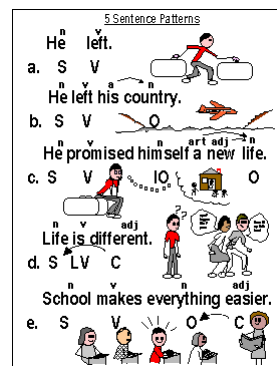 5 Sentence Patterns
n v
He left.
a. S V
n v a n
He left his country.
b. S V O
n v n art adj n
He promised himself a new life.
c. S V IO O
n v adj
Life is different.
d. S LV C
n v n adj
School makes everything easier.
e. S V O C